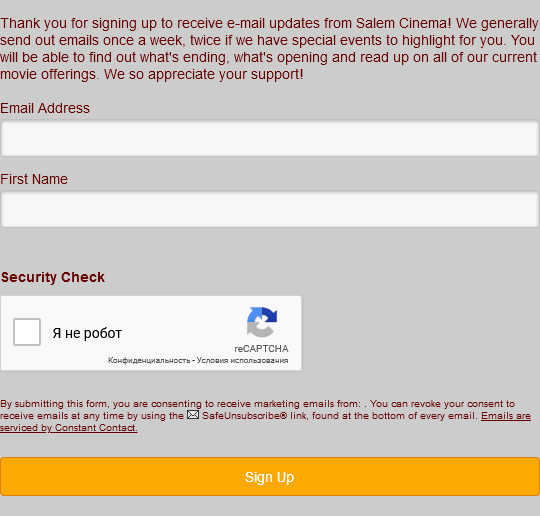 Thank you for signing up to receive e-mail updates from Salem Cinema! We generally
send out emails once a week, twice if we have special events to highlight for you. You
will be able to find out what's ending, what's opening and read up on all of our current
movie offerings. We so appreciate your support!
Email Address
First Name
Security Check
Я не робот
reCAPTCHA
Конфиденциальность - Условия использования
By submitting this form, you are consenting to receive marketing emails from: . You can revoke your consent to
receive emails at any time by using the SafeUnsubscribe® link, found at the bottom of every email. Emails are
serviced by Constant Contact.
Sign Up